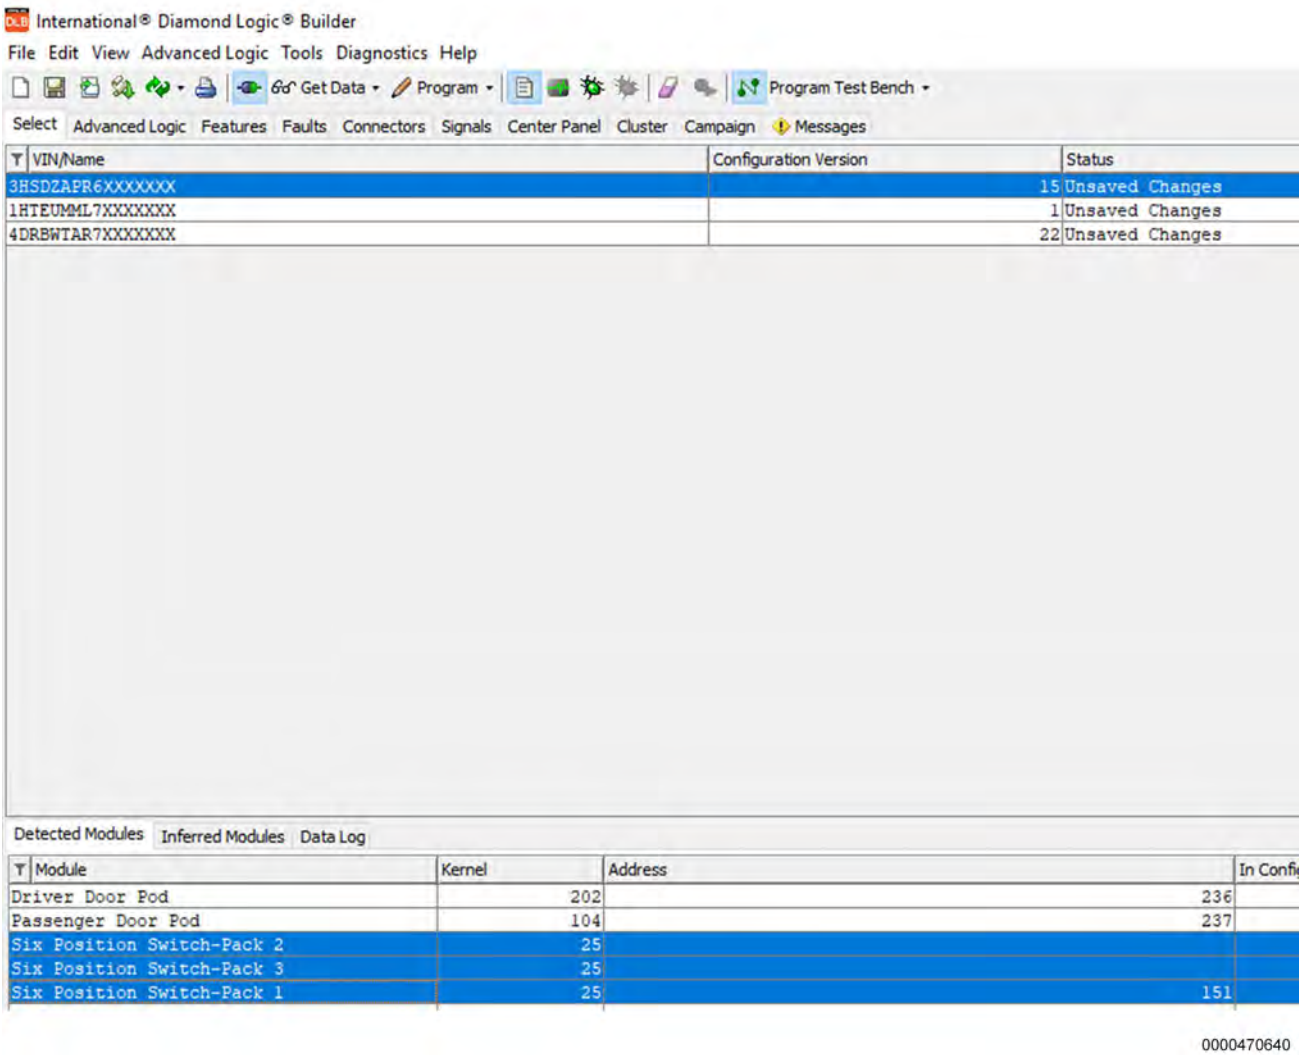 DLB International® Diamond Logic® Builder
File Edit View Advanced Logic Tools Diagnostics Help
Get Data Program Program Test Bench
Select Advanced Logic Features Faults Connectors Signals Center Panel Cluster Campaign Messages
VIN/Name Configuration Version Status
3HSDZAPR6XXXXXXX 15 Unsaved Changes
1HTEUMML7XXXXXXX 1 Unsaved Changes
4DRBWTAR7XXXXXXX 22 Unsaved Changes
Detected Modules Inferred Modules Data Log
Module Kernel Address In Config
Driver Door Pod 202 236
Passenger Door Pod 104 237
Six Position Switch-Pack 2 25
Six Position Switch-Pack 3 25
Six Position Switch-Pack 1 25 151
0000470640